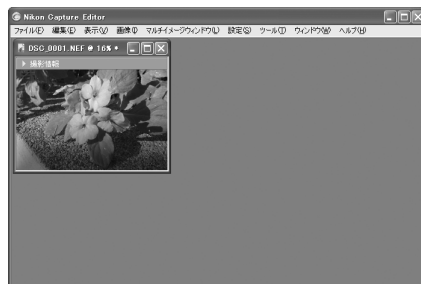 Nikon Capture Editor
ファイル(F) 編集(E) 表示(V) 画像(I) マルチイメージウィンドウ(L) 設定(S) ツール(T) ウィンドウ(W) ヘルプ(H)
DSC_0001.NEF @ 16% *
撮影情報